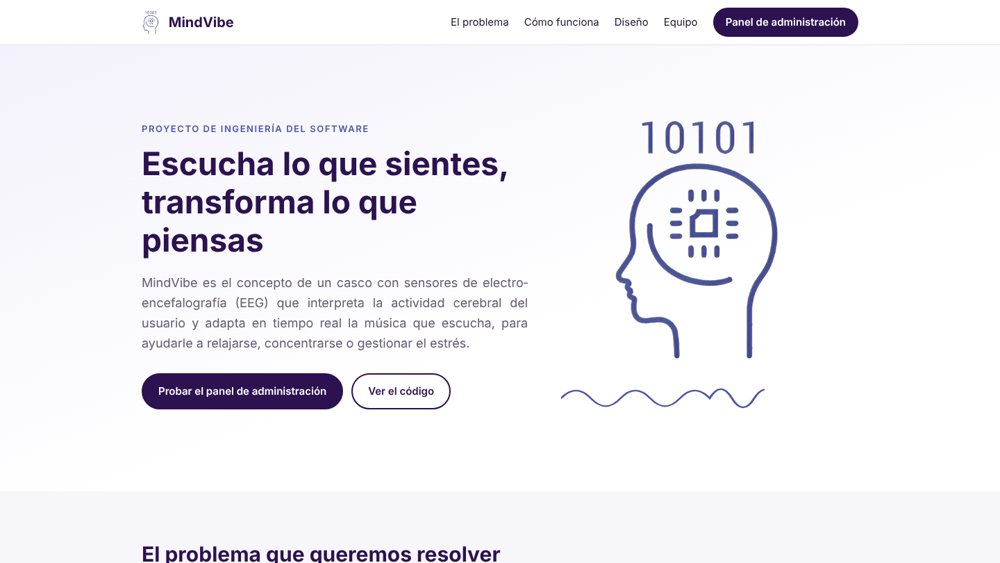 MindVibe
El problema
Cómo funciona
Diseño
Equipo
Panel de administración
PROYECTO DE INGENIERÍA DEL SOFTWARE
Escucha lo que sientes,
transforma lo que
piensas
MindVibe es el concepto de un casco con sensores de electro-
encefalografía (EEG) que interpreta la actividad cerebral del
usuario y adapta en tiempo real la música que escucha, para
ayudarle a relajarse, concentrarse o gestionar el estrés.
Probar el panel de administración
Ver el código
10101
El problema que queremos resolver